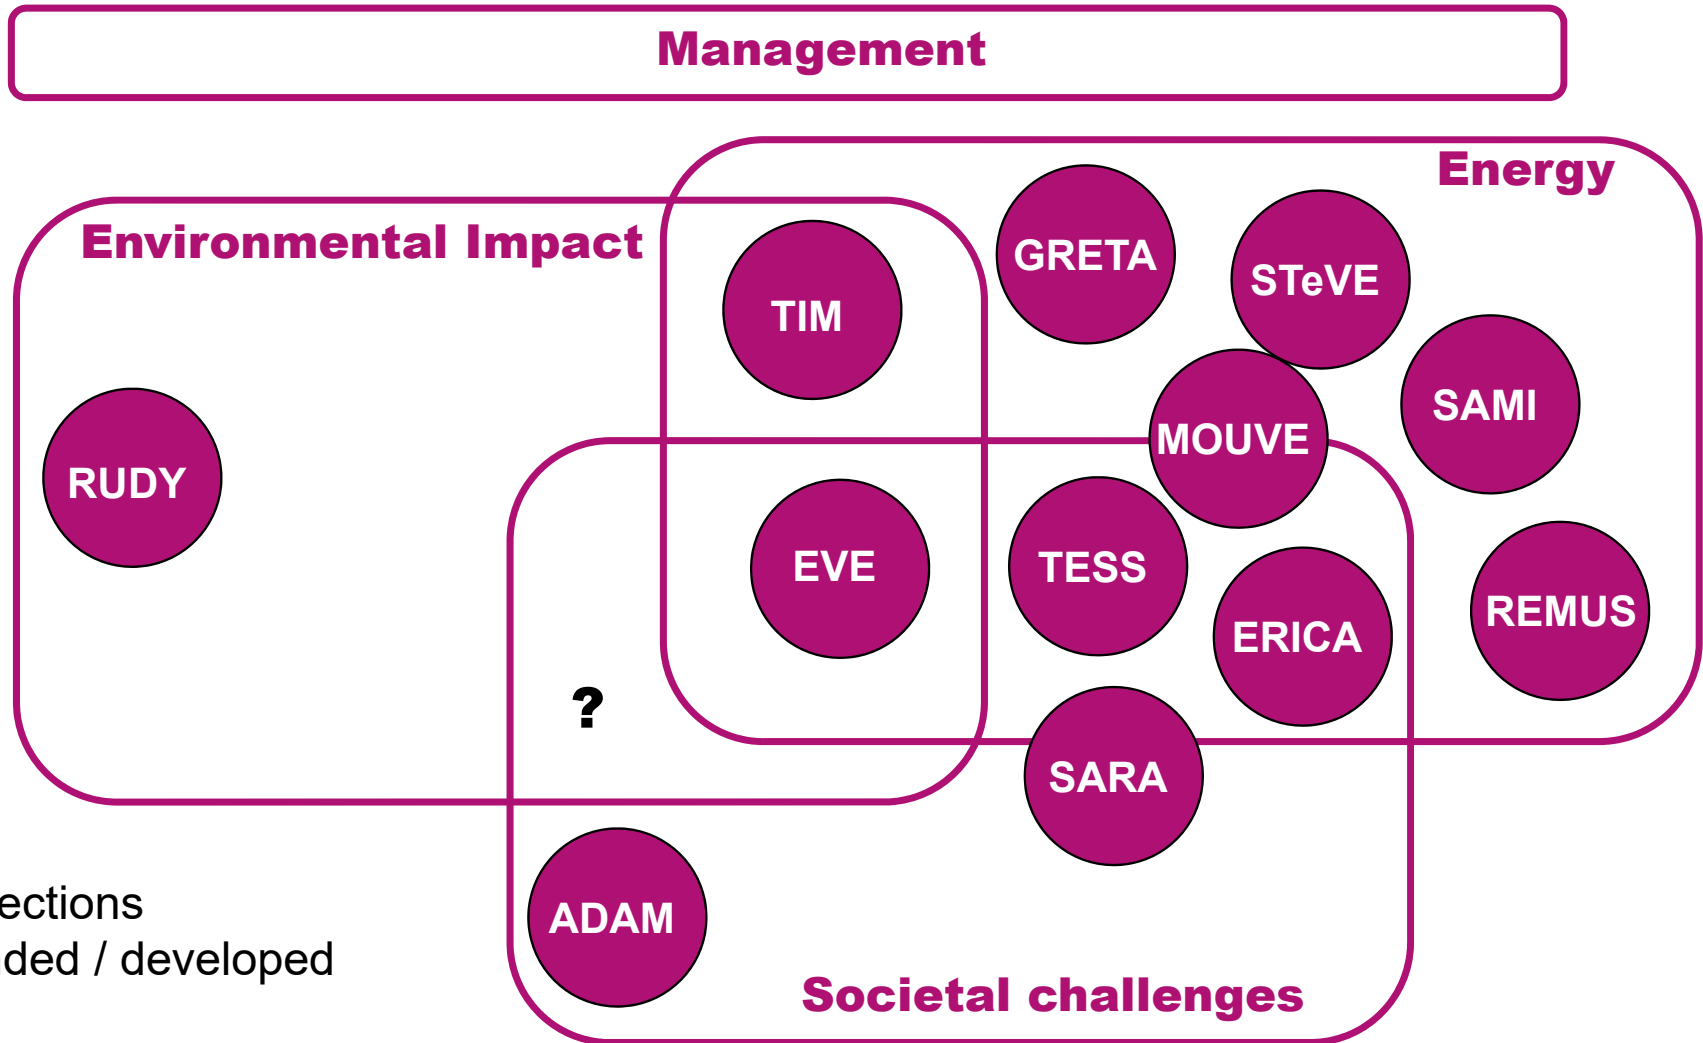 Management
Energy
Environmental Impact
GRETA
STeVE
TIM
SAMI
MOUVE
RUDY
EVE
TESS
REMUS
ERICA
?
SARA
ections
ded / developed
ADAM
Societal challenges